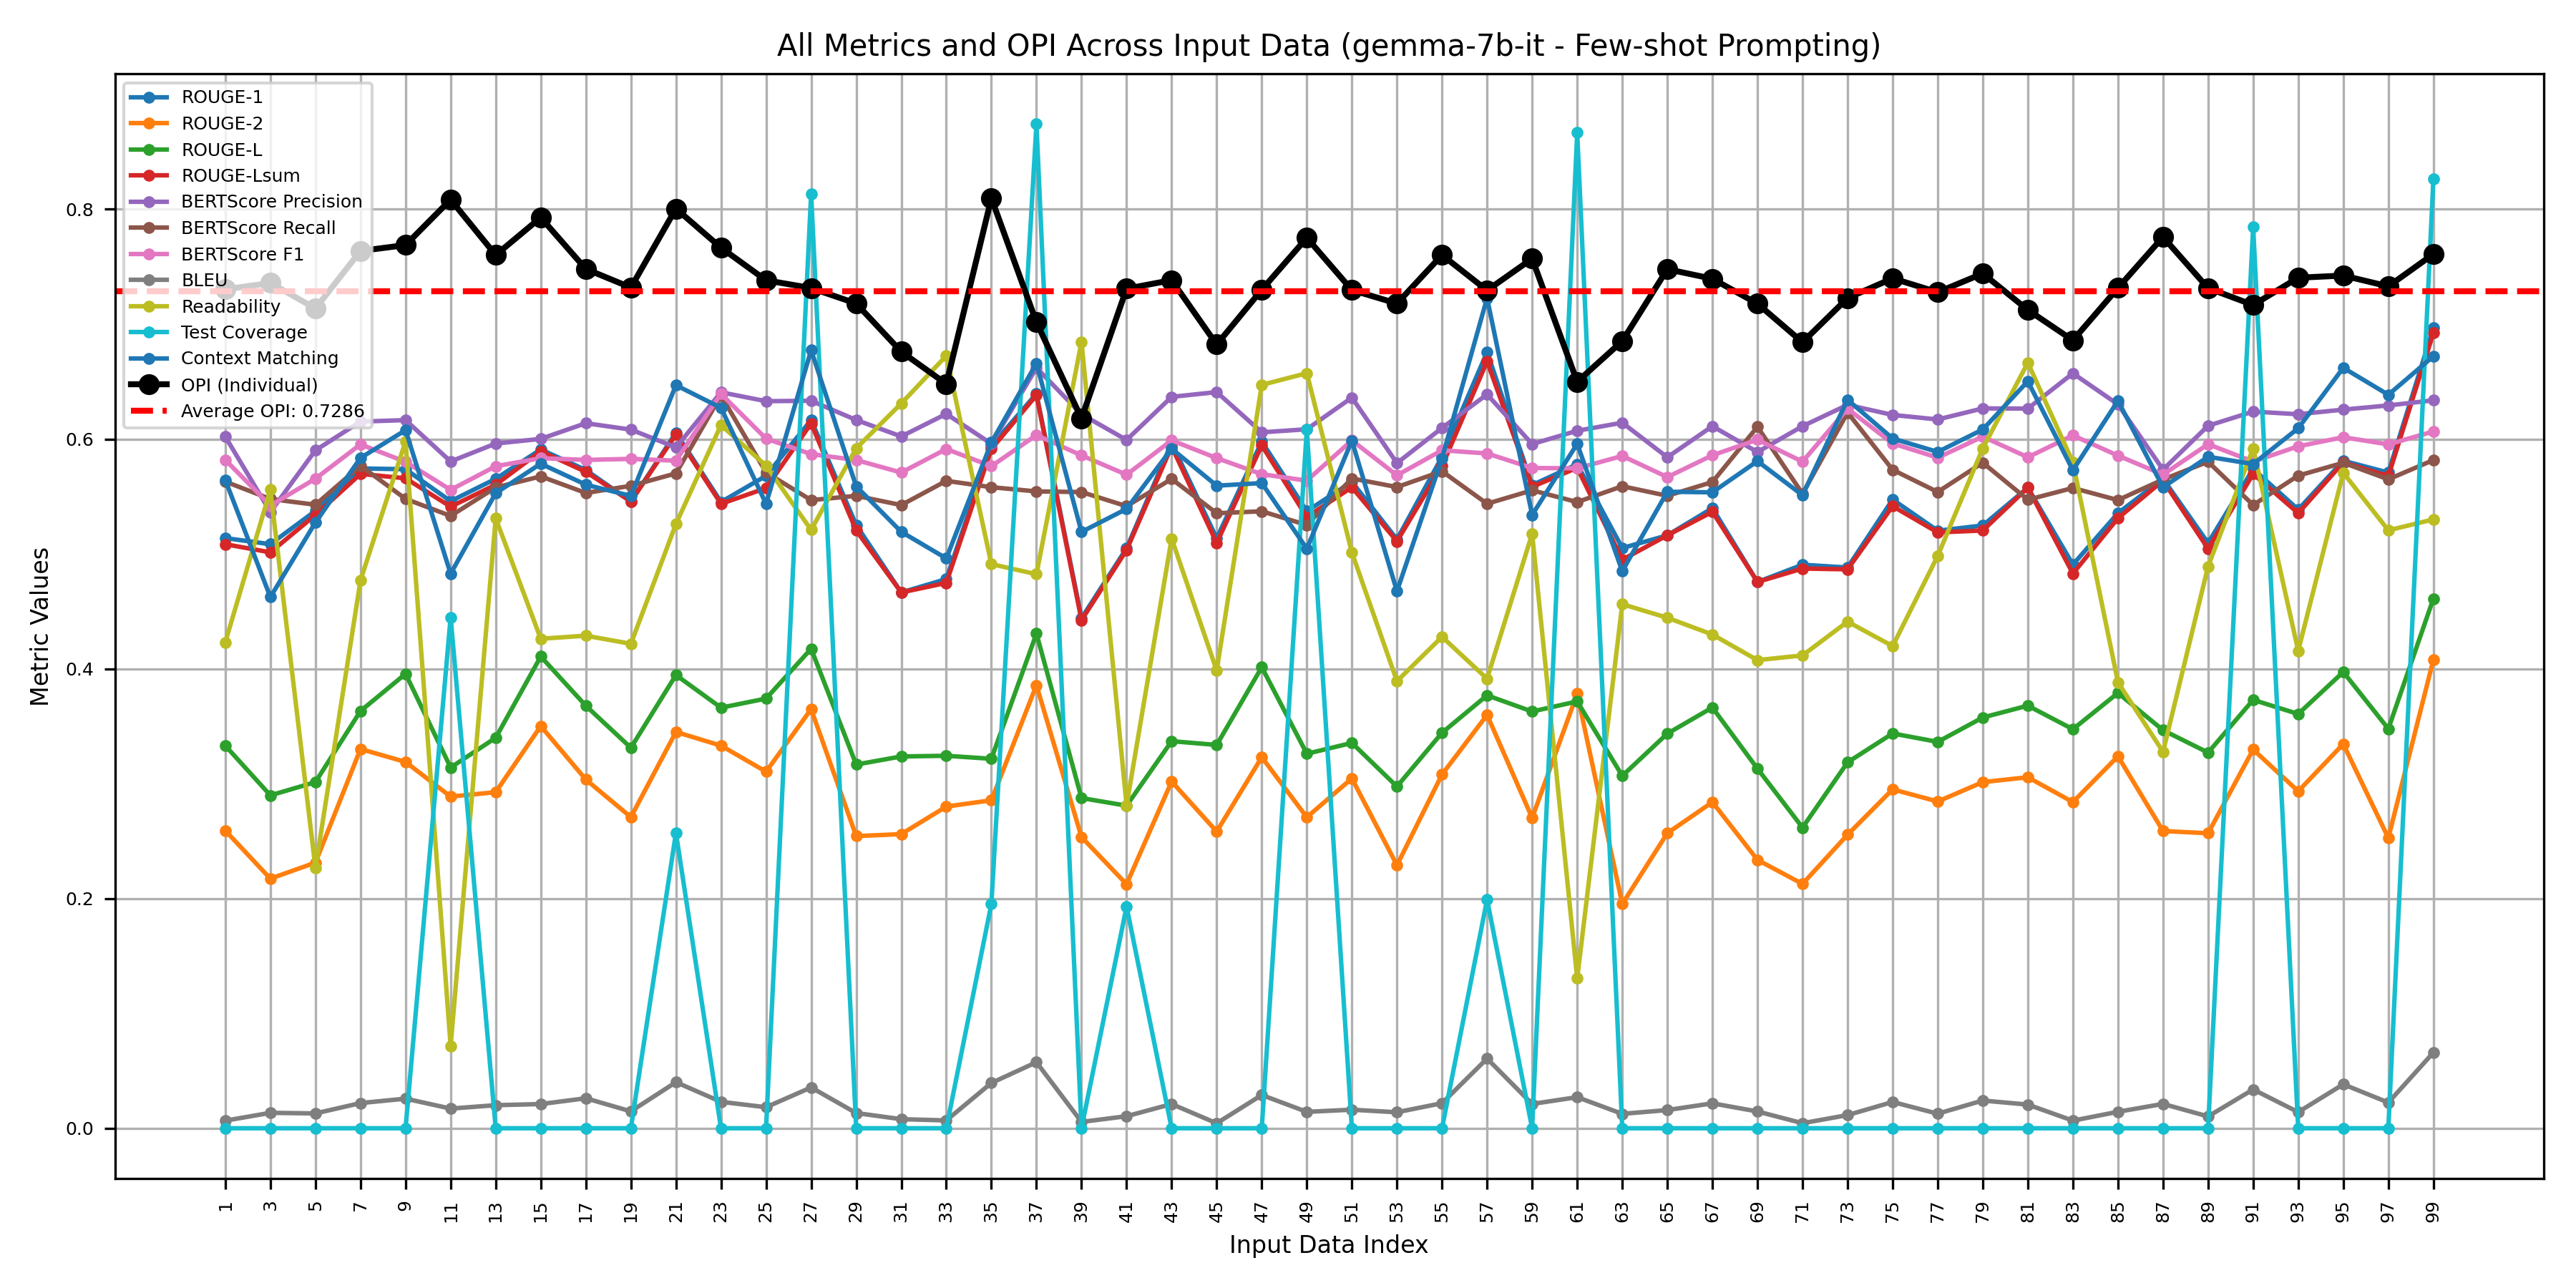 All Metrics and OPI Across Input Data (gemma-7b-it - Few-shot Prompting)
ROUGE-1
ROUGE-2
ROUGE-L
ROUGE-Lsum
BERTScore Precision
BERTScore Recall
BERTScore F1
BLEU
Readability
Test Coverage
Context Matching
OPI (Individual)
Average OPI: 0.7286
Metric Values
0.8
0.6
0.4
0.2
0.0
1 3 5 7 9 11 13 15 17 19 21 23 25 27 29 31 33 35 37 39 41 43 45 47 49 51 53 55 57 59 61 63 65 67 69 71 73 75 77 79 81 83 85 87 89 91 93 95 97 99
Input Data Index